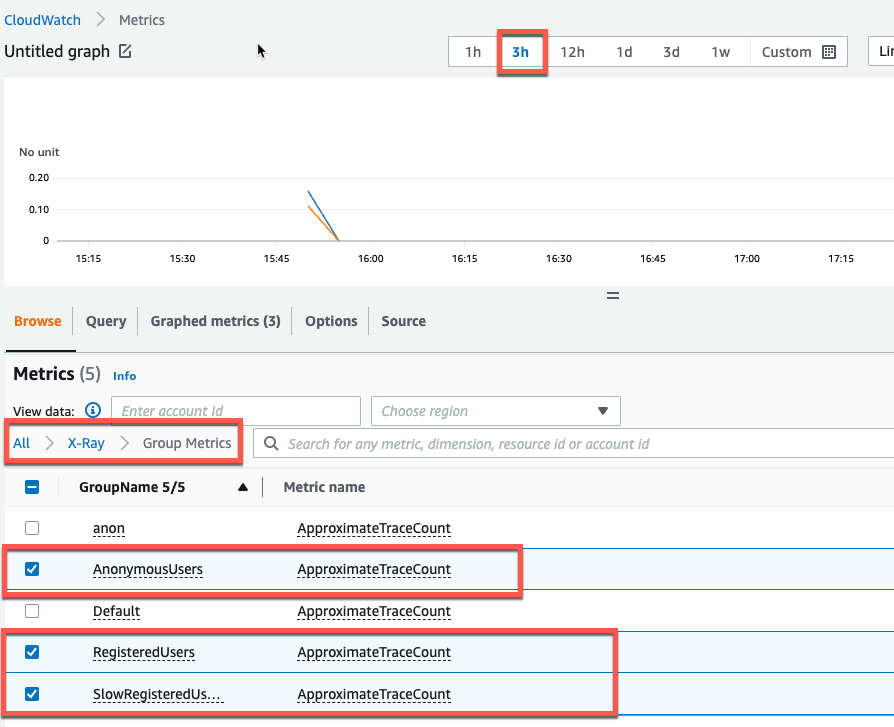 CloudWatch > Metrics
Untitled graph
1h 3h 12h 1d 3d 1w Custom
No unit
0.20
0.10
0
15:15 15:30 15:45 16:00 16:15 16:30 16:45 17:00 17:15
Browse Query Graphed metrics (3) Options Source
Metrics (5) Info
View data: Enter account Id Choose region
All > X-Ray > Group Metrics Search for any metric, dimension, resource id or account id
GroupName 5/5 Metric name
anon ApproximateTraceCount
AnonymousUsers ApproximateTraceCount
Default ApproximateTraceCount
RegisteredUsers ApproximateTraceCount
SlowRegisteredUs... ApproximateTraceCount